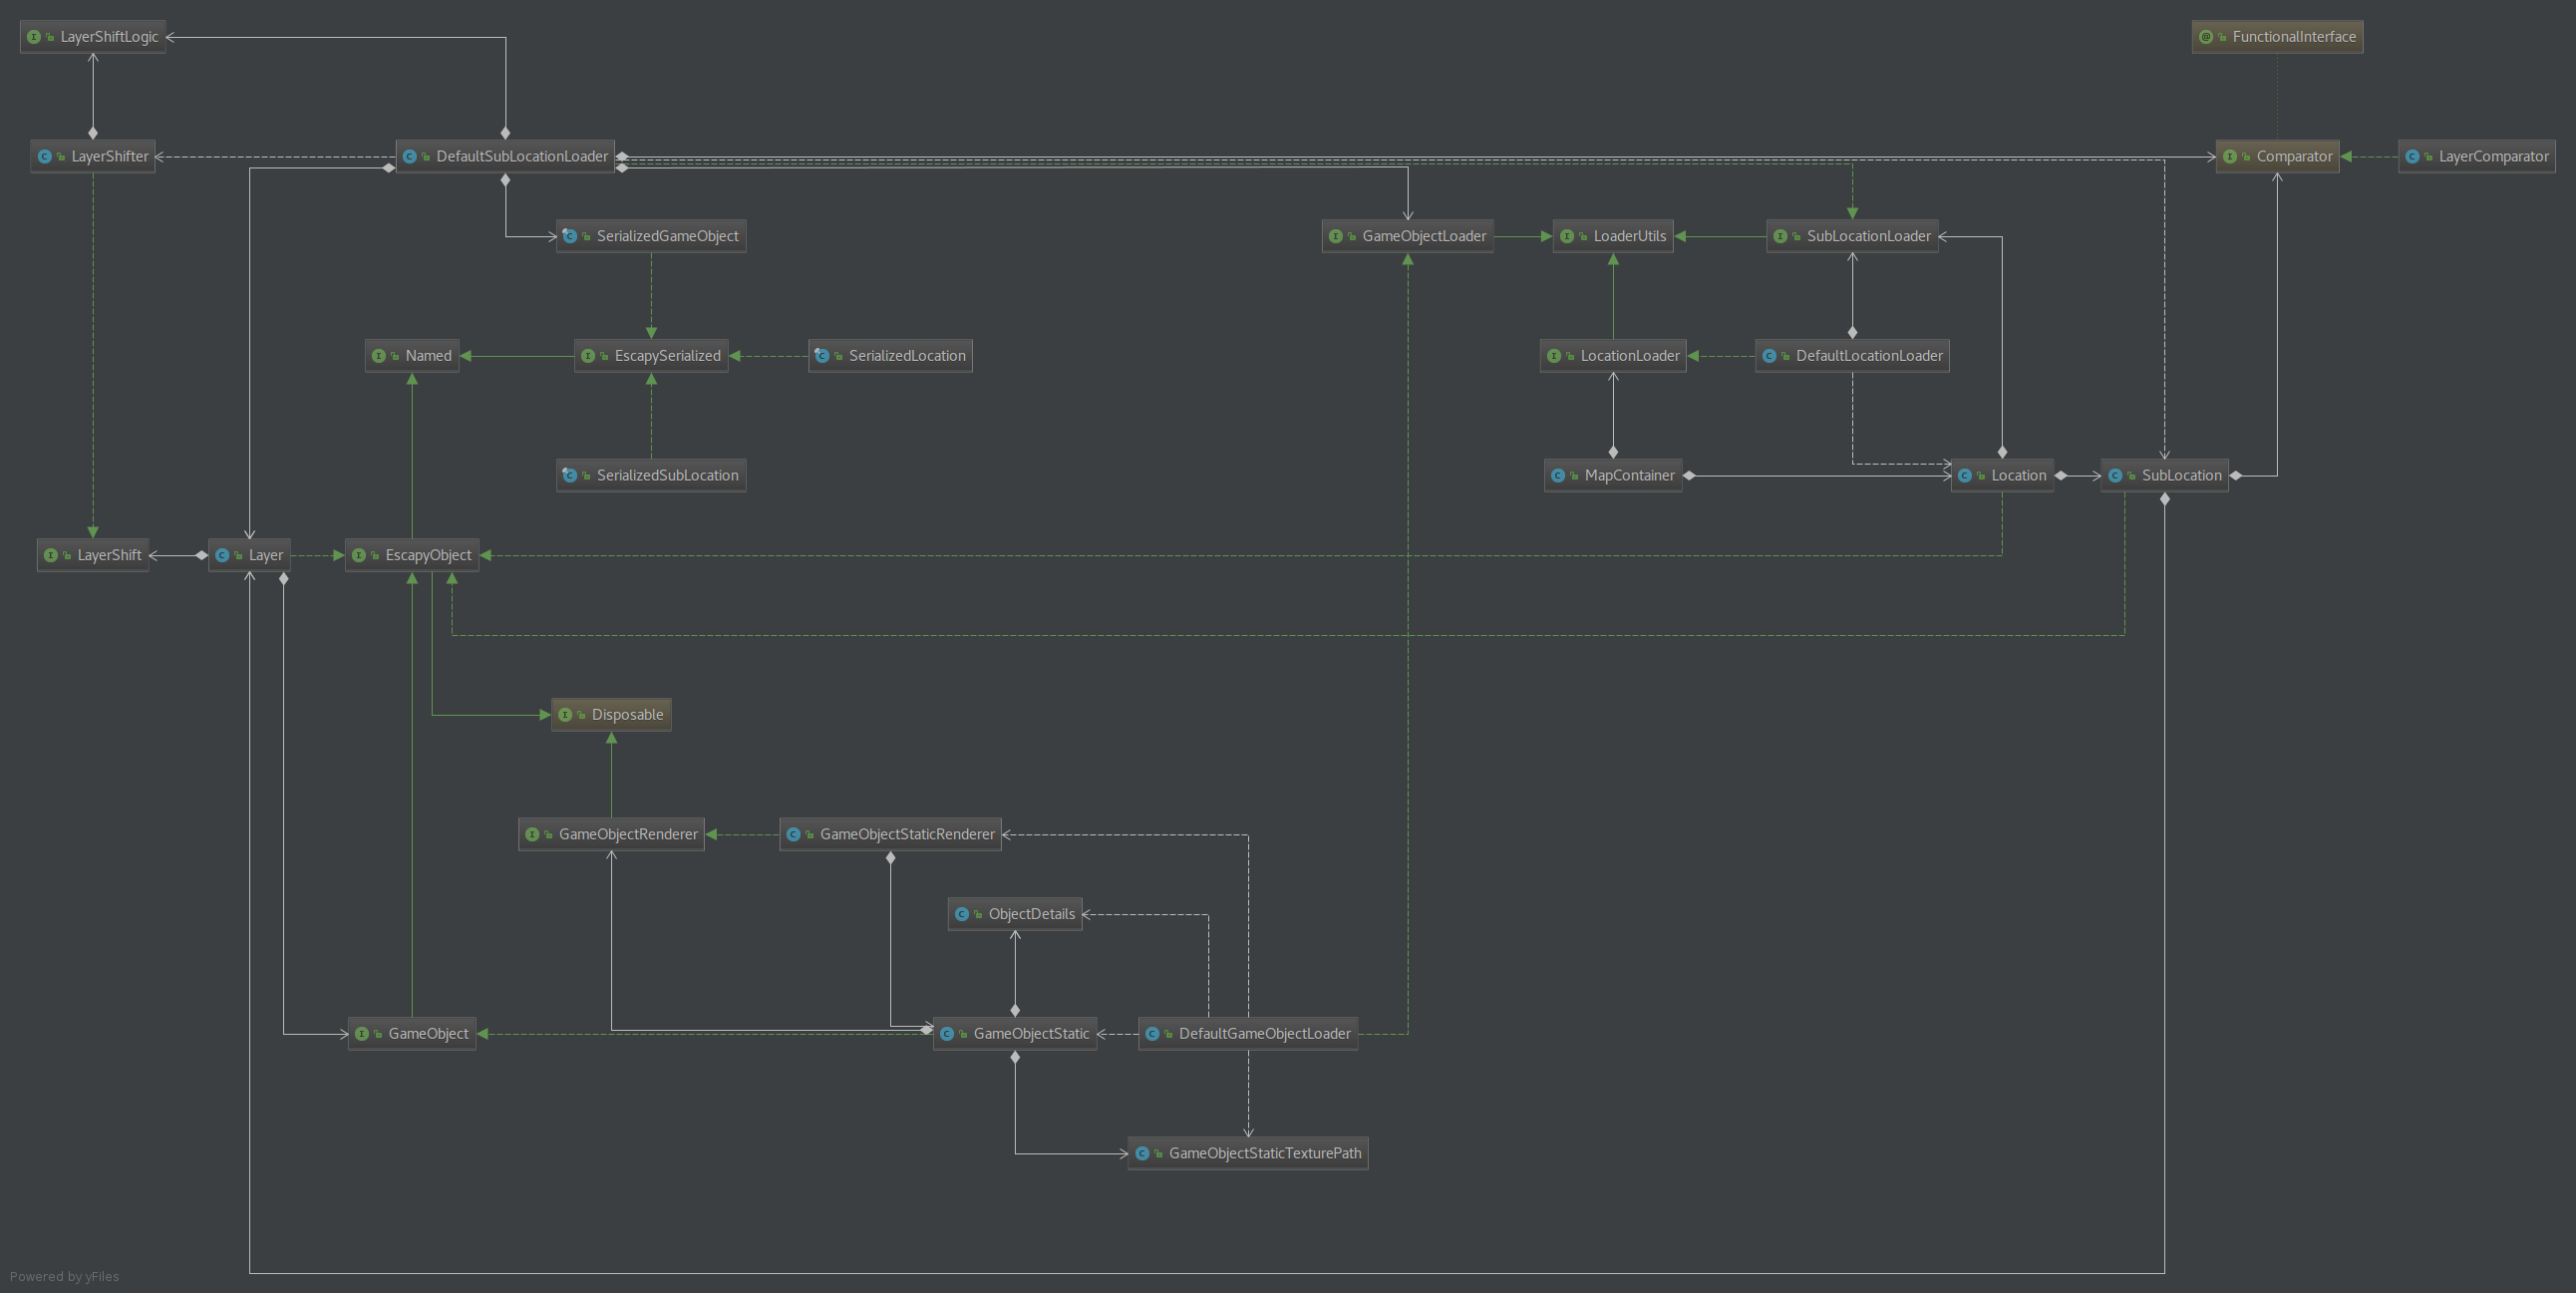 LayerShiftLogic
FunctionalInterface
LayerShifter
DefaultSubLocationLoader
Comparator
LayerComparator
SerializedGameObject
GameObjectLoader
LoaderUtils
SubLocationLoader
Named
EscapySerialized
SerializedLocation
LocationLoader
DefaultLocationLoader
SerializedSubLocation
MapContainer
Location
SubLocation
LayerShift
Layer
EscapyObject
Disposable
GameObjectRenderer
GameObjectStaticRenderer
ObjectDetails
GameObject
GameObjectStatic
DefaultGameObjectLoader
GameObjectStaticTexturePath
Powered by yFiles